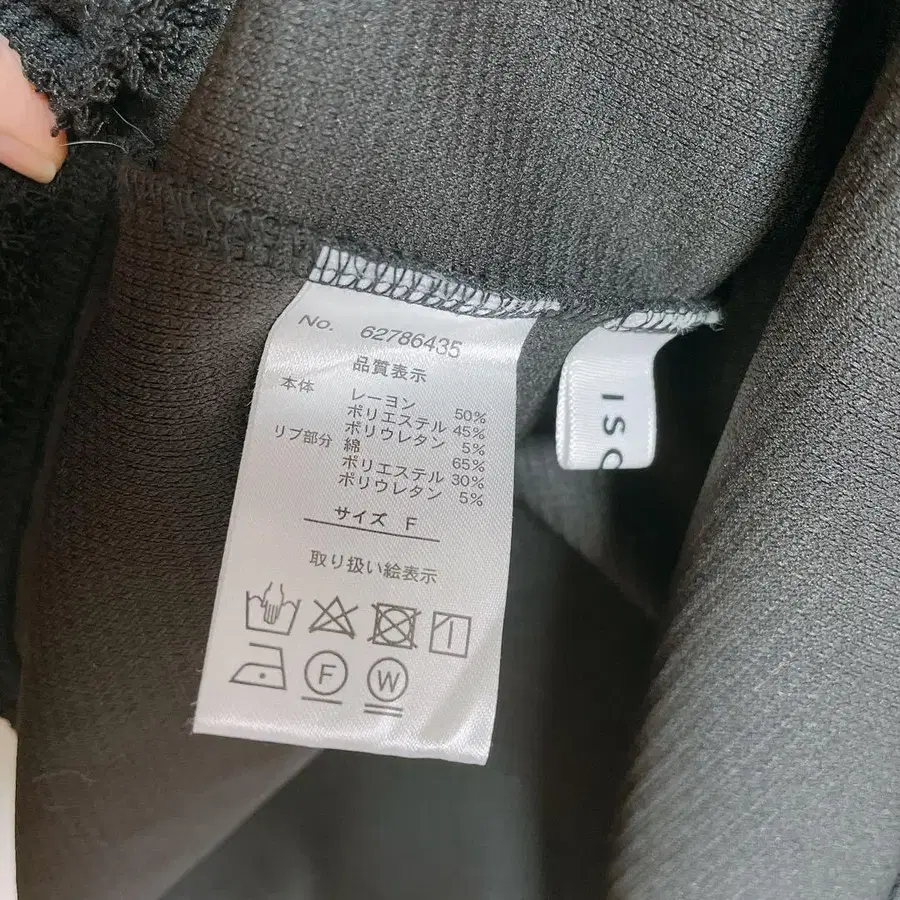 No. 62786435
品質表示
本体 レーヨン 50%
ポリエステル 45%
ポリウレタン 5%
リブ部分 綿 65%
ポリエステル 30%
ポリウレタン 5%
サイズ F
取り扱い絵表示
F
W
IS